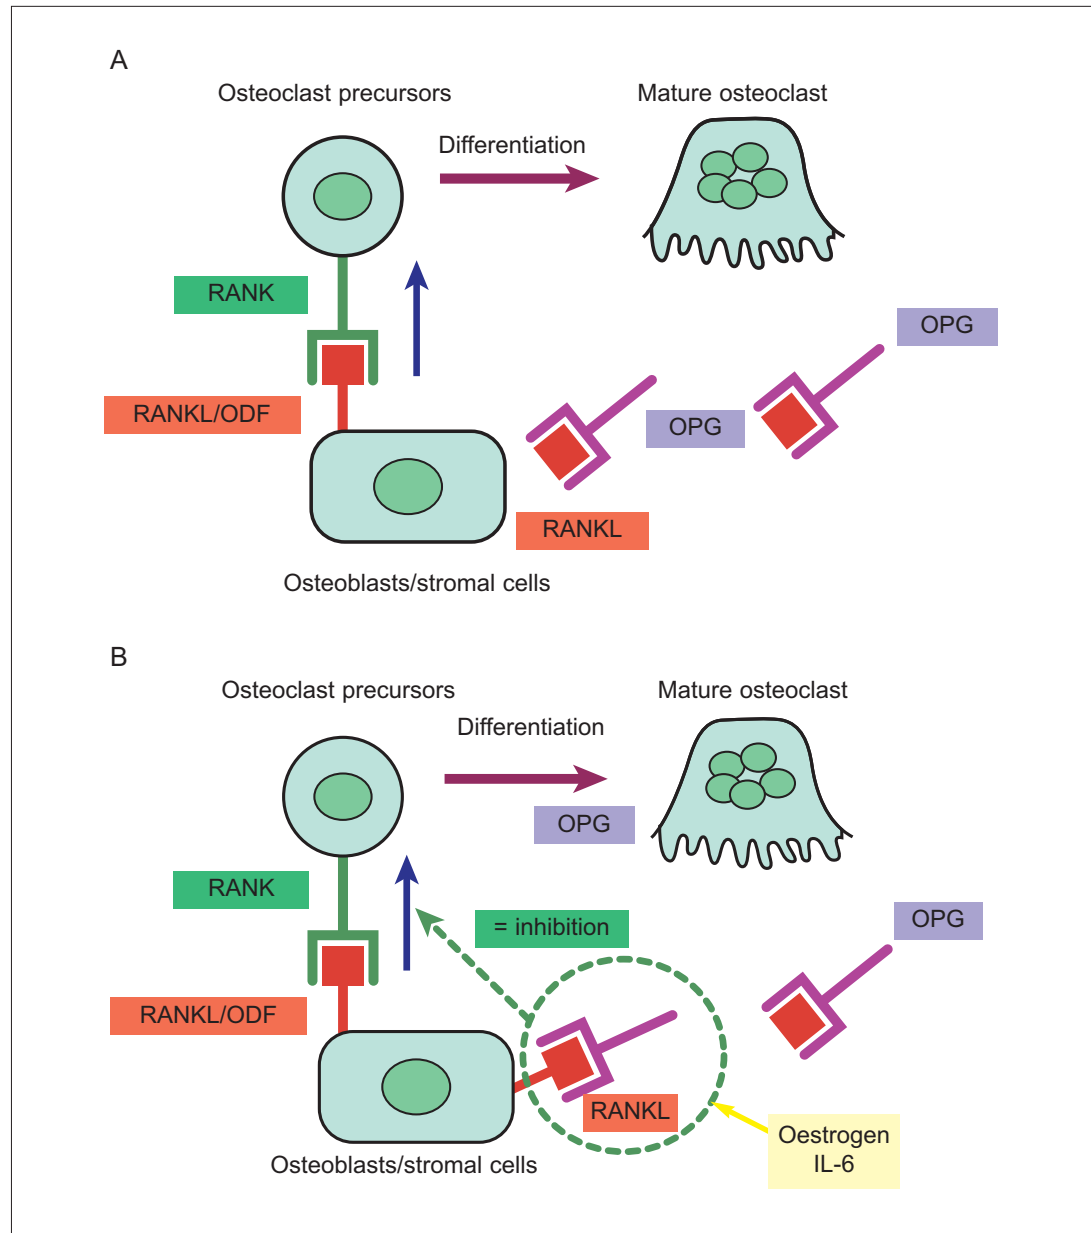 A
Osteoclast precursors
Mature osteoclast
Differentiation
RANK
OPG
RANKL/ODF
OPG
RANKL
Osteoblasts/stromal cells
B
Osteoclast precursors
Mature osteoclast
Differentiation
OPG
RANK
= inhibition
OPG
RANKL/ODF
RANKL
Oestrogen
IL-6
Osteoblasts/stromal cells